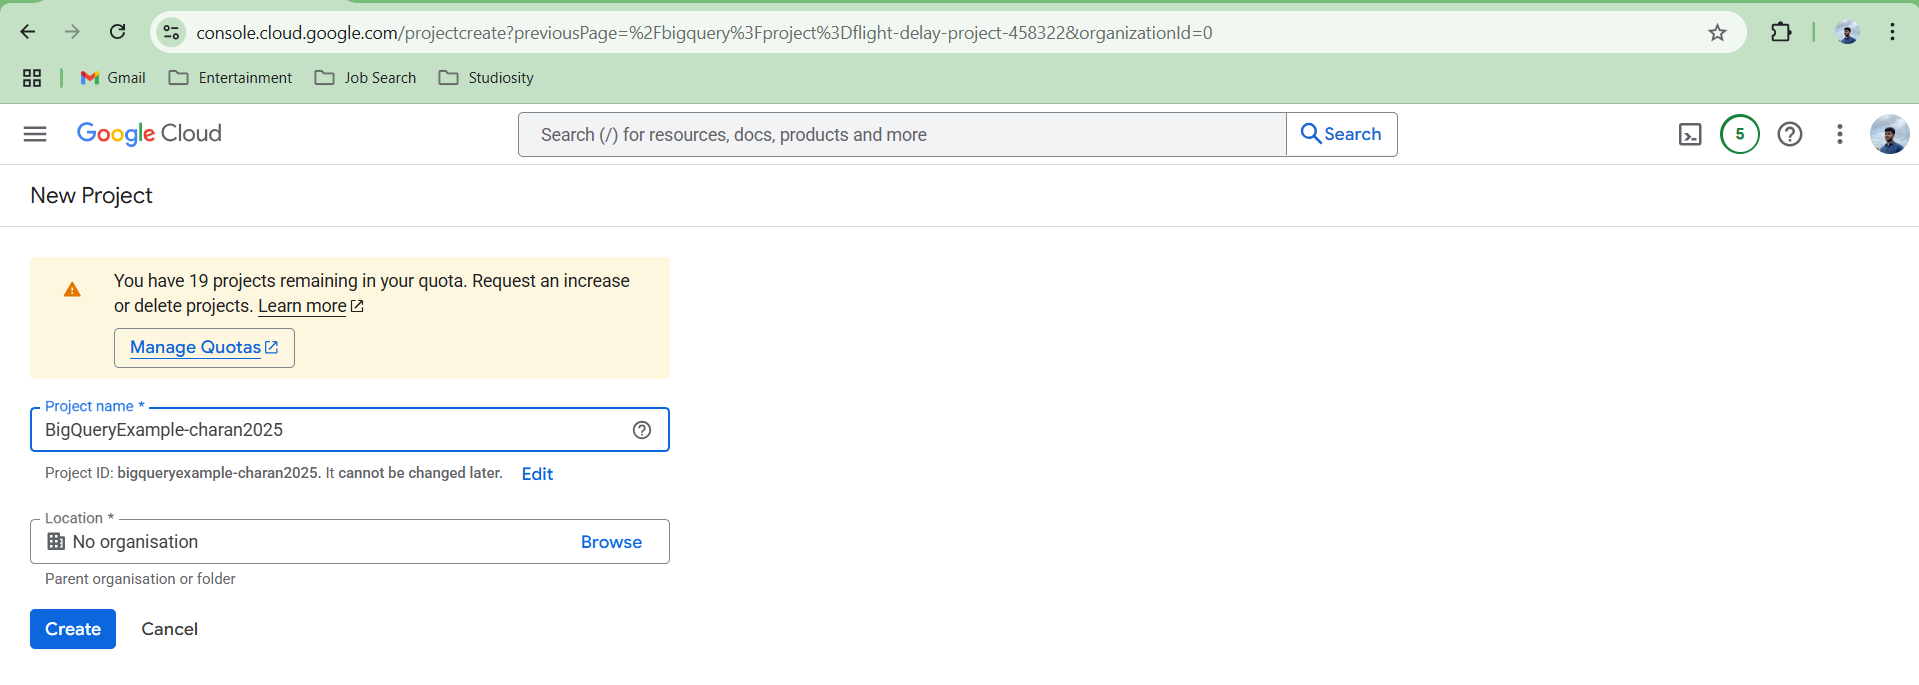 console.cloud.google.com/projectcreate?previousPage=%2Fbigquery%3Fproject%3Dflight-delay-project-458322&organizationId=0
Gmail Entertainment Job Search Studiosity
Google Cloud Search (/) for resources, docs, products and more Search 5
New Project
You have 19 projects remaining in your quota. Request an increase
or delete projects. Learn more
Manage Quotas
Project name *
BigQueryExample-charan2025
Project ID: bigqueryexample-charan2025. It cannot be changed later. Edit
Location *
No organisation Browse
Parent organisation or folder
Create Cancel